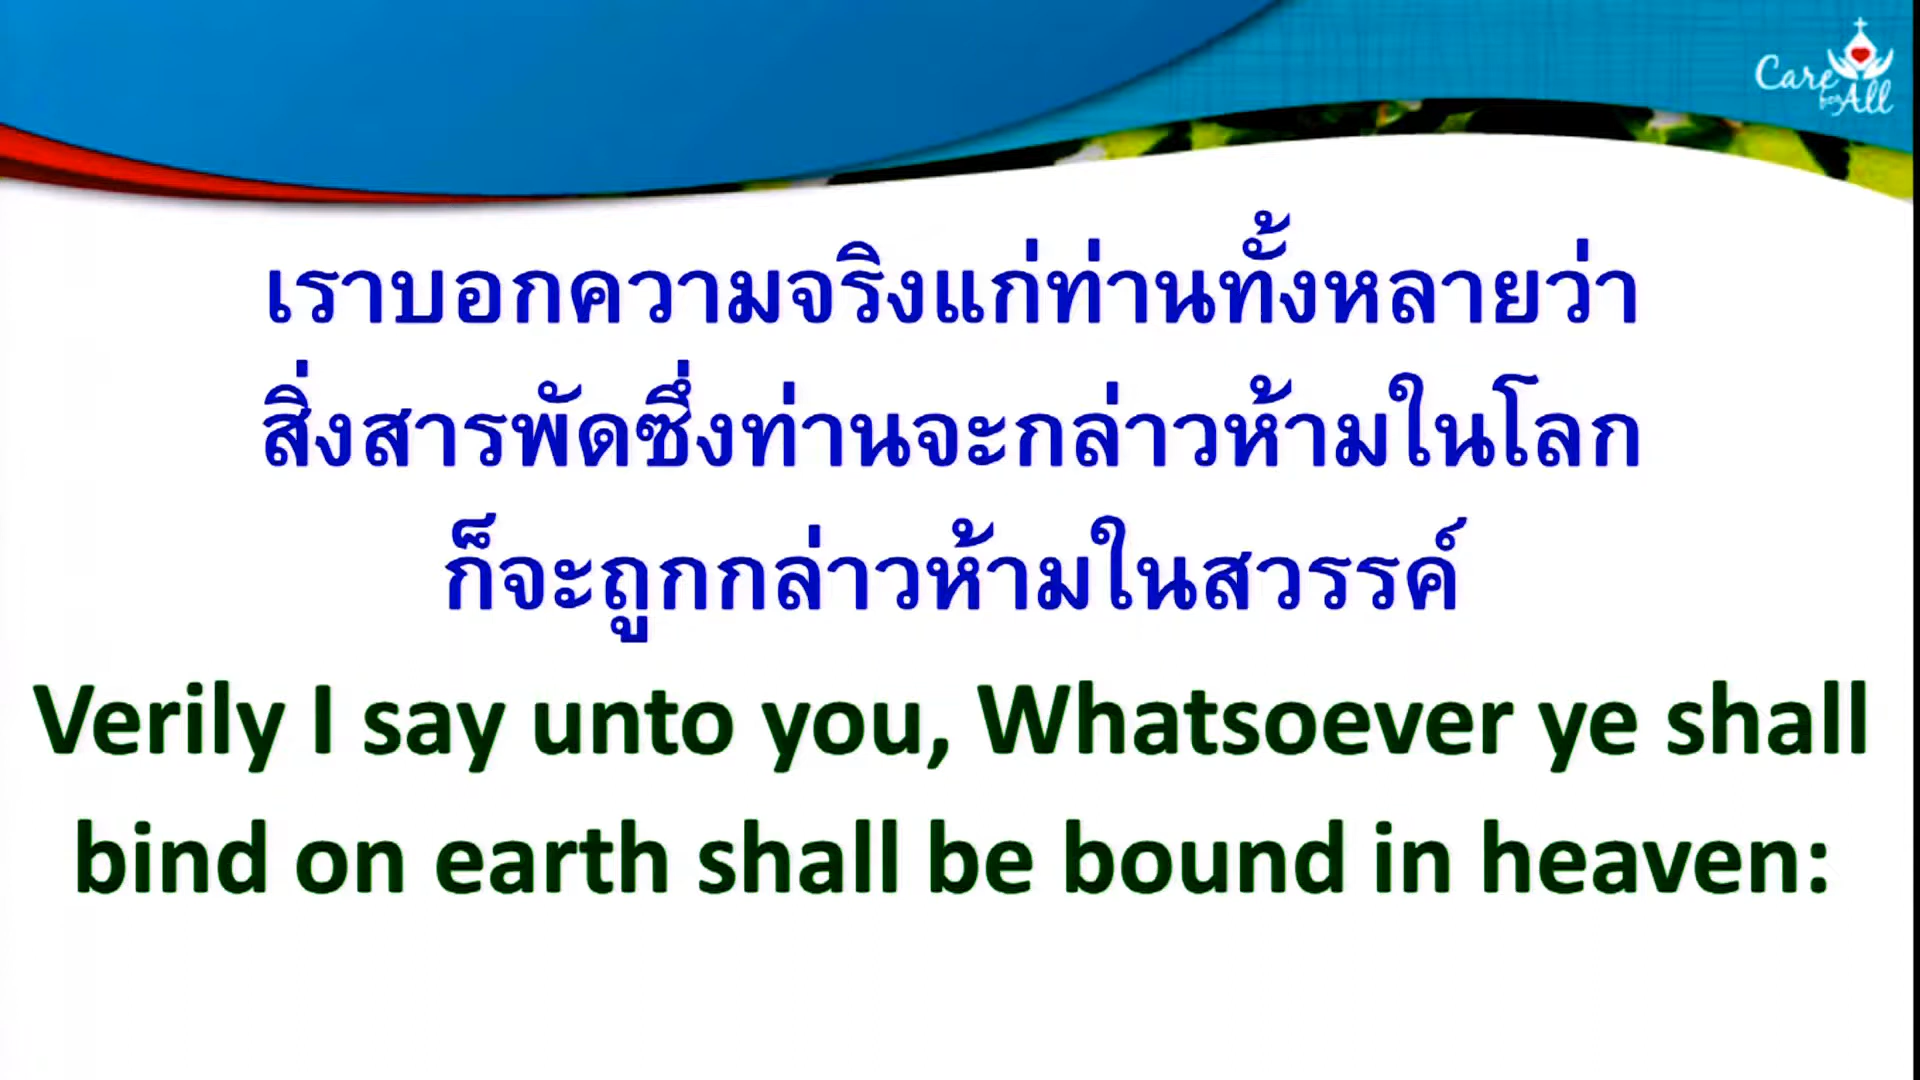 Care for All
เราบอกความจริงแก่ท่านทั้งหลายว่า
สิ่งสารพัดซึ่งท่านจะกล่าวห้ามในโลก
ก็จะถูกกล่าวห้ามในสวรรค์
Verily I say unto you, Whatsoever ye shall
bind on earth shall be bound in heaven: